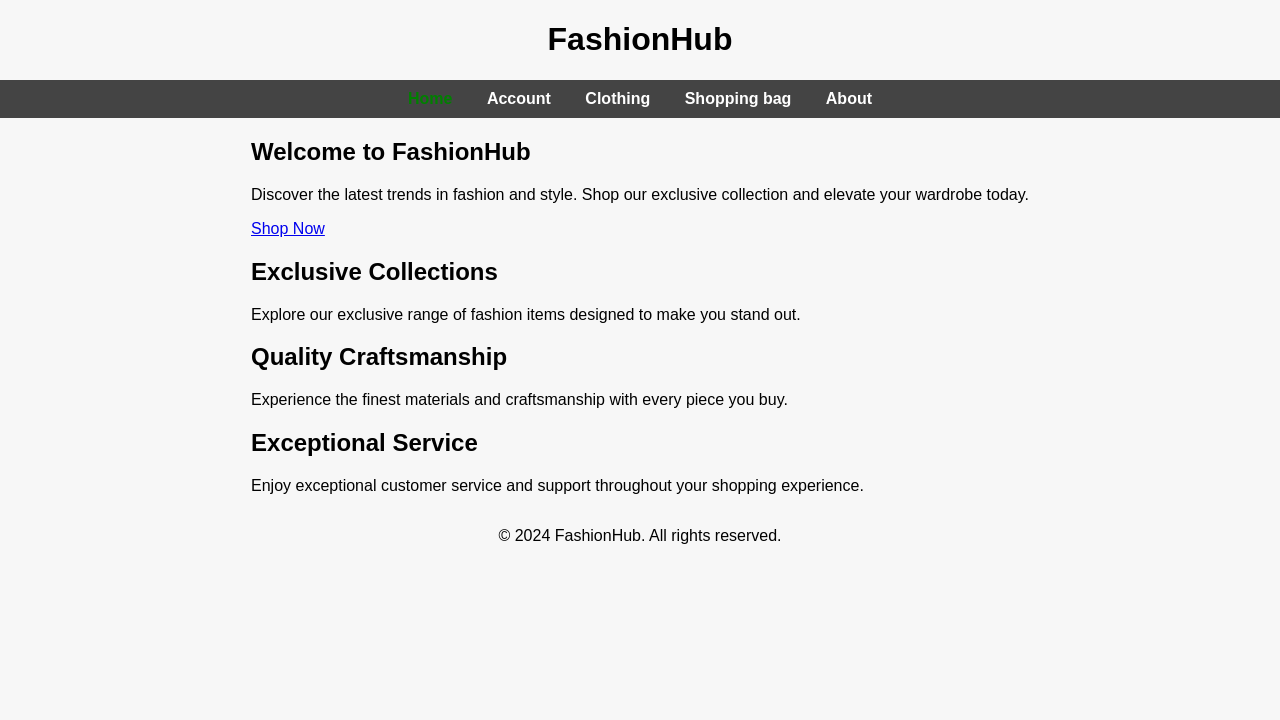 FashionHub
Home Account Clothing Shopping bag About
Welcome to FashionHub
Discover the latest trends in fashion and style. Shop our exclusive collection and elevate your wardrobe today.
Shop Now
Exclusive Collections
Explore our exclusive range of fashion items designed to make you stand out.
Quality Craftsmanship
Experience the finest materials and craftsmanship with every piece you buy.
Exceptional Service
Enjoy exceptional customer service and support throughout your shopping experience.
© 2024 FashionHub. All rights reserved.